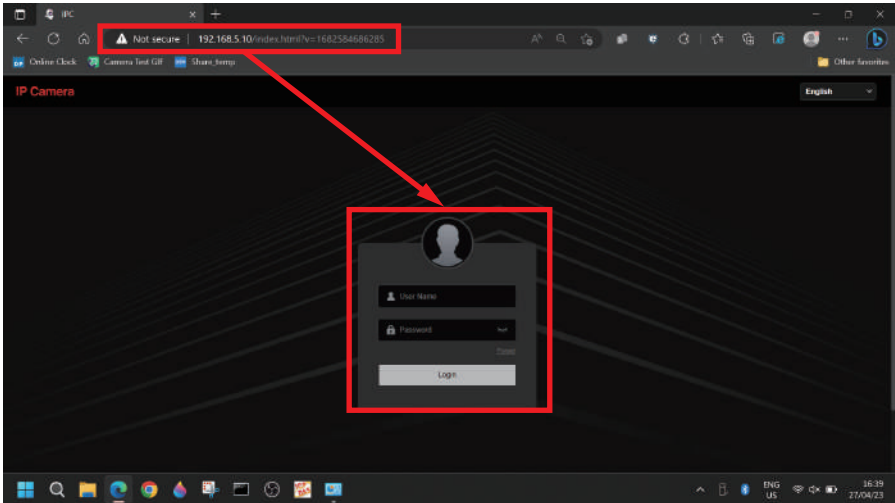 IPC
Not secure | 192.168.5.10/index.html?v=1682584686285
Online Clock Camera Test GIF Share_temp Other favorites
IP Camera English
User Name
Password
Login
ENG
US
16:39
27/04/23